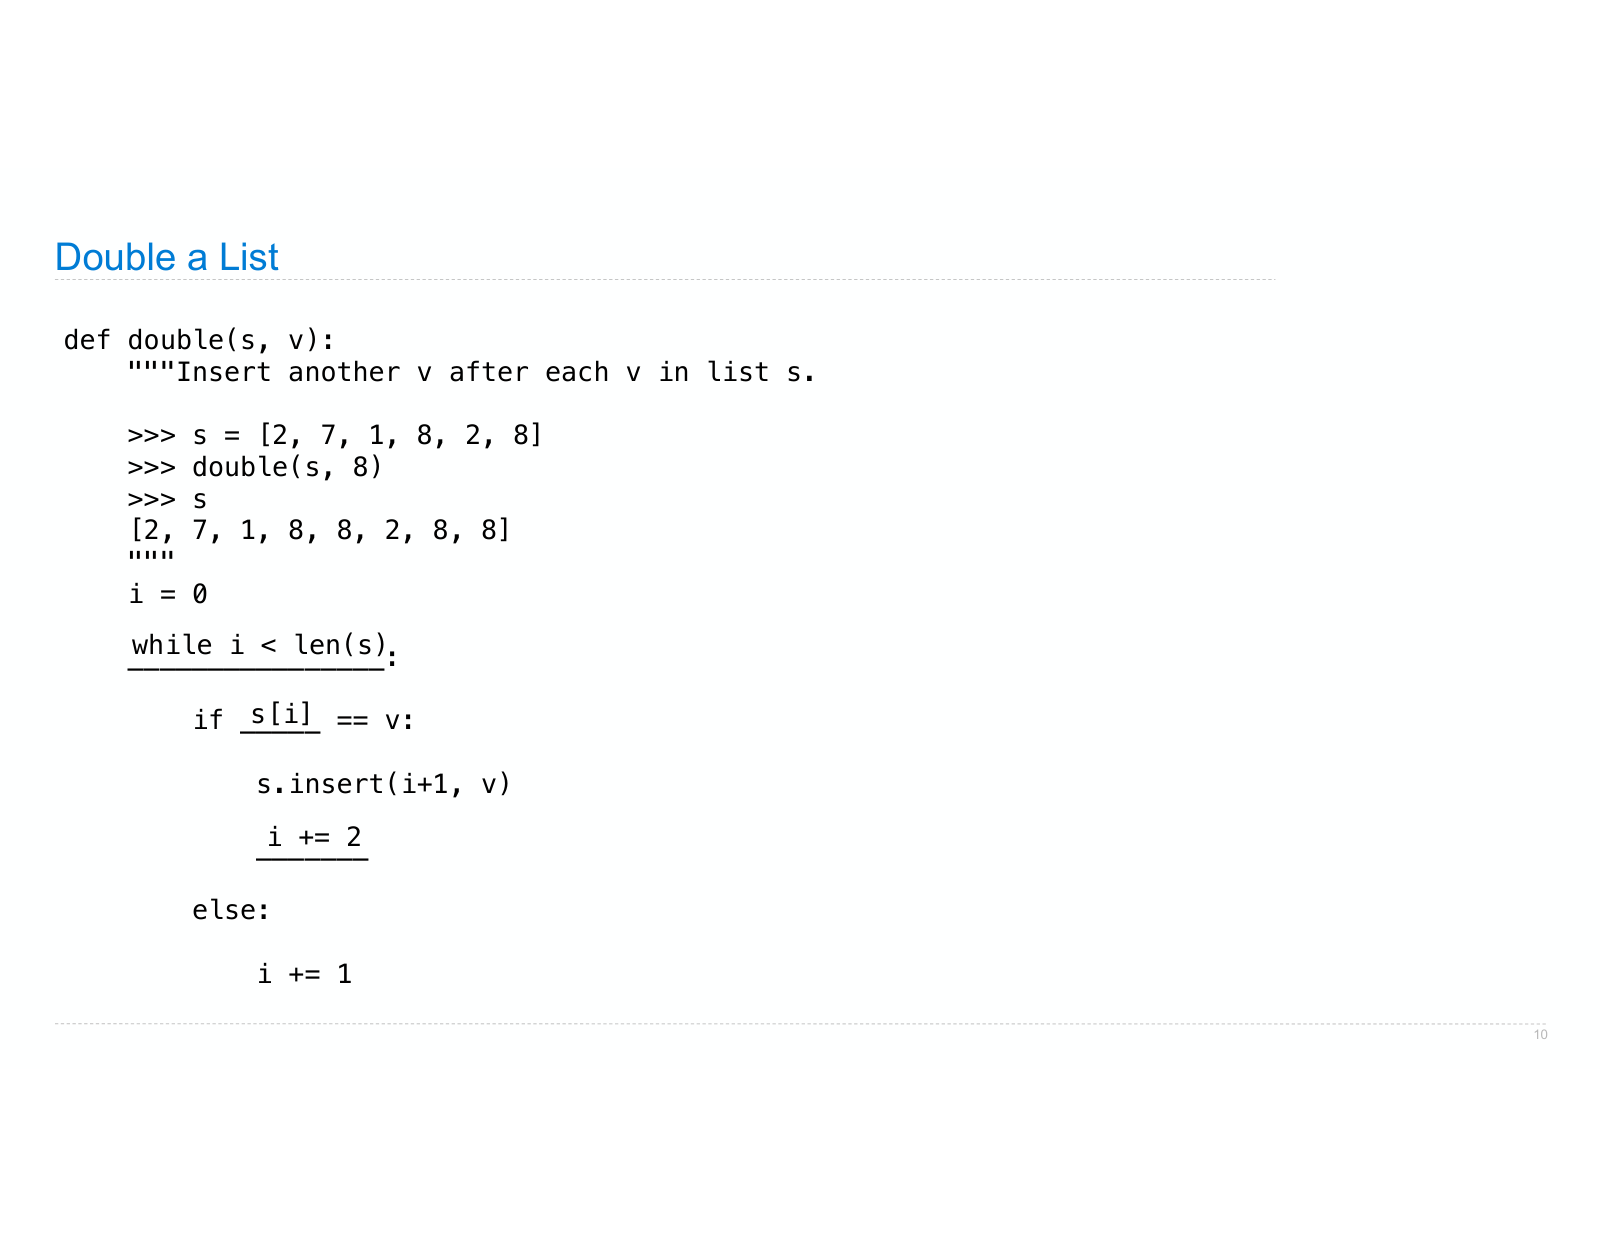 Double a List
def double(s, v):
    """Insert another v after each v in list s.
    >>> s = [2, 7, 1, 8, 2, 8]
    >>> double(s, 8)
    >>> s
    [2, 7, 1, 8, 8, 2, 8, 8]
    """
    i = 0
    while i < len(s):
        if s[i] == v:
            s.insert(i+1, v)
            i += 2
        else:
            i += 1
10